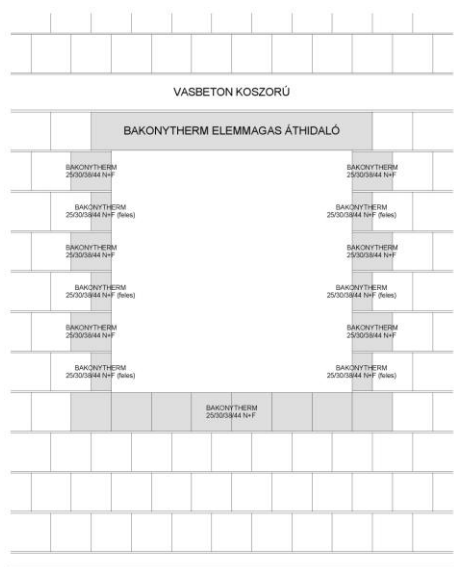 VASBETON KOSZORÚ
BAKONYTHERM ELEMMAGAS ÁTHIDALÓ
BAKONYTHERM
25/30/38/44 N+F
BAKONYTHERM
25/30/38/44 N+F
BAKONYTHERM
25/30/38/44 N+F (feles)
BAKONYTHERM
25/30/38/44 N+F (feles)
BAKONYTHERM
25/30/38/44 N+F
BAKONYTHERM
25/30/38/44 N+F
BAKONYTHERM
25/30/38/44 N+F (feles)
BAKONYTHERM
25/30/38/44 N+F (feles)
BAKONYTHERM
25/30/38/44 N+F
BAKONYTHERM
25/30/38/44 N+F
BAKONYTHERM
25/30/38/44 N+F (feles)
BAKONYTHERM
25/30/38/44 N+F (feles)
BAKONYTHERM
25/30/38/44 N+F